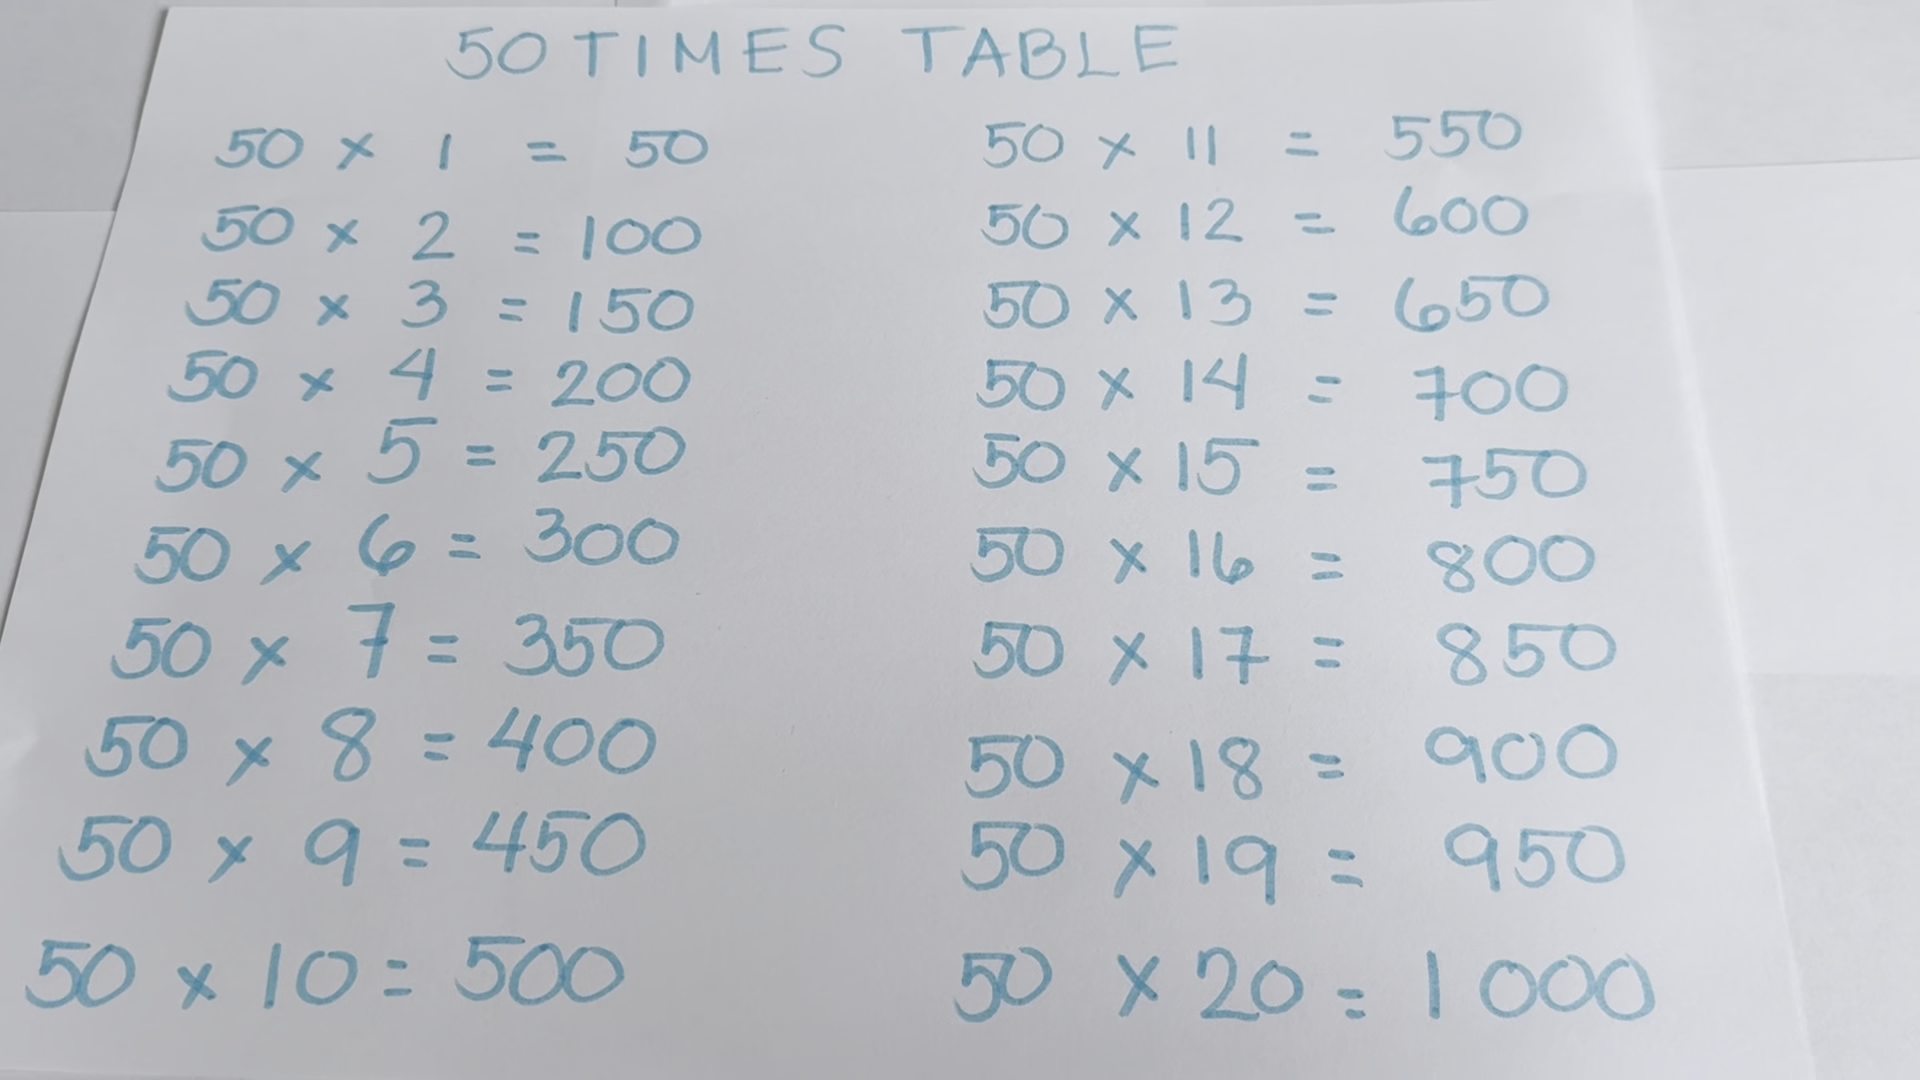 50 TIMES TABLE
50 × 1 = 50
50 × 2 = 100
50 × 3 = 150
50 × 4 = 200
50 × 5 = 250
50 × 6 = 300
50 × 7 = 350
50 × 8 = 400
50 × 9 = 450
50 × 10 = 500
50 × 11 = 550
50 × 12 = 600
50 × 13 = 650
50 × 14 = 700
50 × 15 = 750
50 × 16 = 800
50 × 17 = 850
50 × 18 = 900
50 × 19 = 950
50 × 20 = 1000